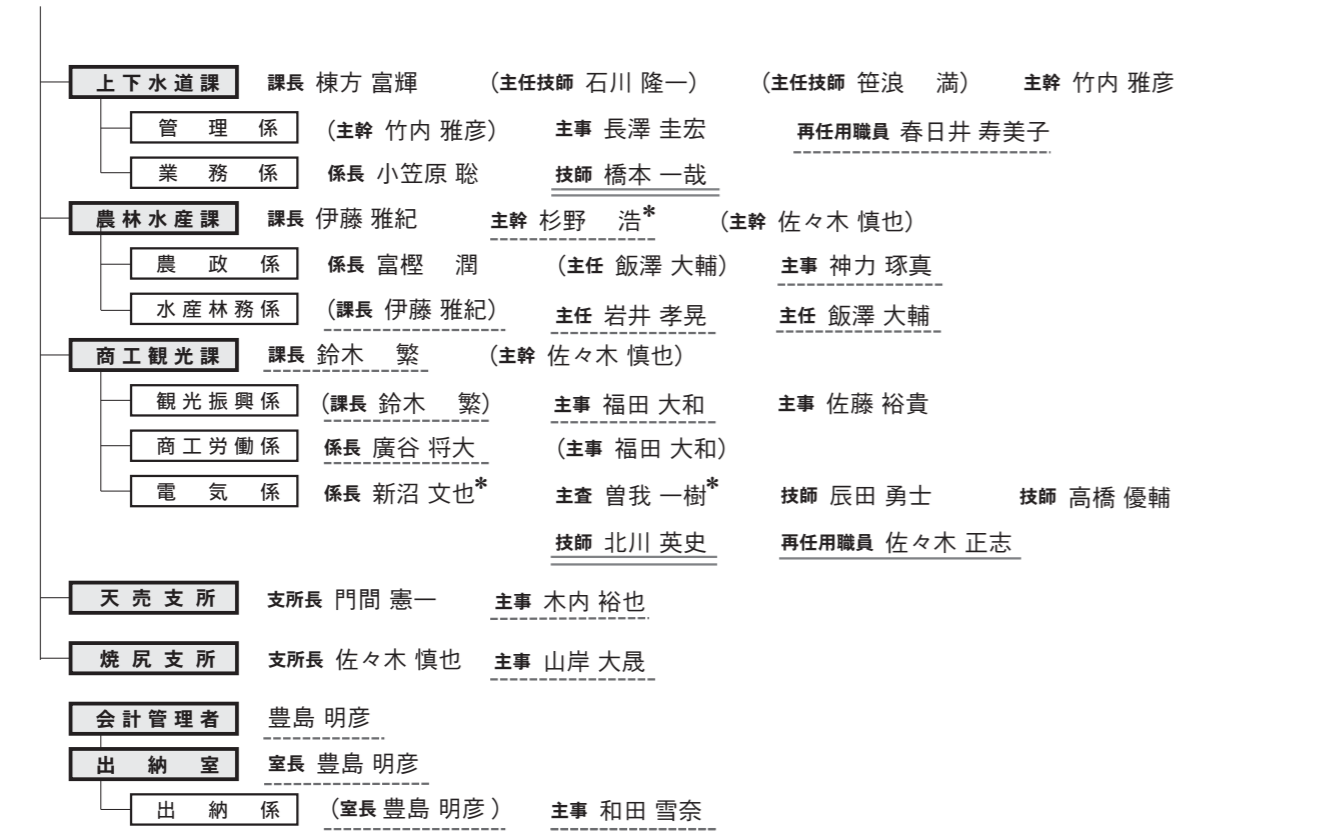 上下水道課 課長 棟方 富輝 （主任技師 石川 隆一） （主任技師 笹浪　満） 主幹 竹内 雅彦
管理係 （主幹 竹内 雅彦） 主事 長澤 圭宏 再任用職員 春日井 寿美子
業務係 係長 小笠原 聡 技師 橋本 一哉
農林水産課 課長 伊藤 雅紀 主幹 杉野　浩* （主幹 佐々木 慎也）
農政係 係長 富樫　潤 （主任 飯澤 大輔） 主事 神力 琢真
水産林務係 （課長 伊藤 雅紀） 主任 岩井 孝晃 主任 飯澤 大輔
商工観光課 課長 鈴木　繁 （主幹 佐々木 慎也）
観光振興係 （課長 鈴木　繁） 主事 福田 大和 主事 佐藤 裕貴
商工労働係 係長 廣谷 将大 （主事 福田 大和）
電気係 係長 新沼 文也* 主査 曽我 一樹* 技師 辰田 勇士 技師 高橋 優輔
技師 北川 英史 再任用職員 佐々木 正志
天売支所 支所長 門間 憲一 主事 木内 裕也
焼尻支所 支所長 佐々木 慎也 主事 山岸 大晟
会計管理者 豊島 明彦
出納室 室長 豊島 明彦
出納係 （室長 豊島 明彦） 主事 和田 雪奈